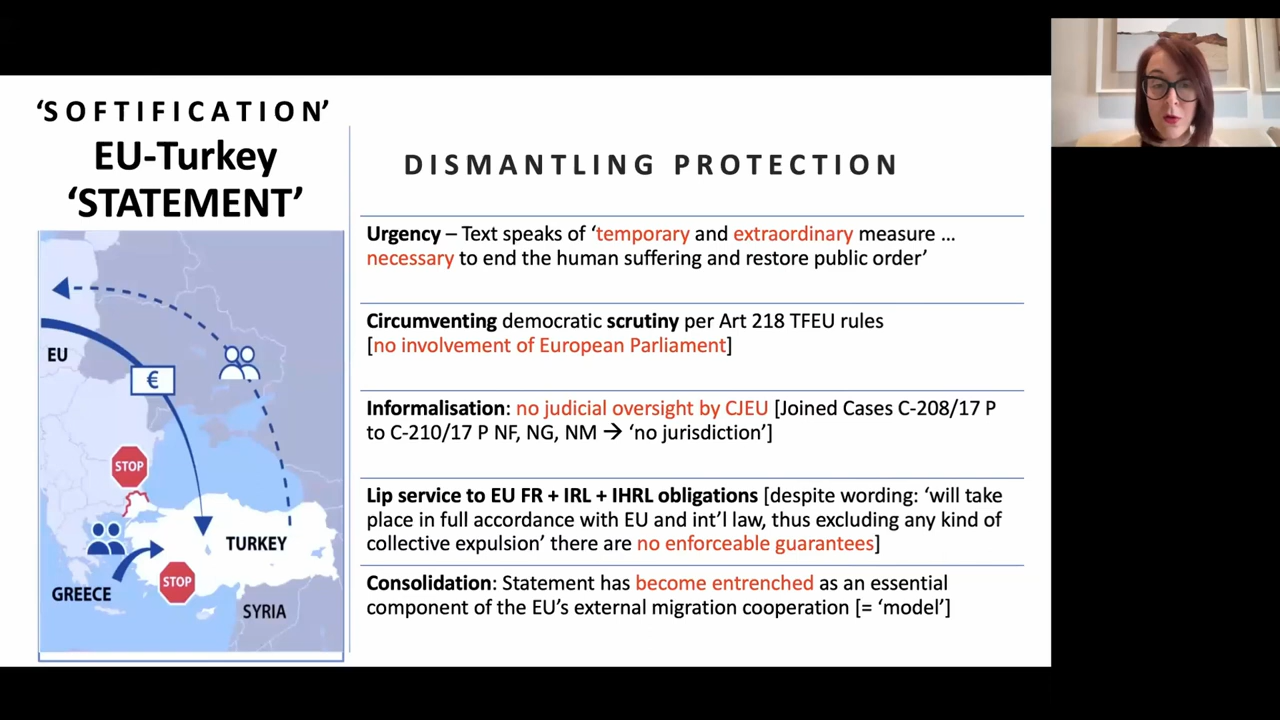 ‘SOFTIFICATION’
EU-Turkey
‘STATEMENT’
EU
€
STOP
TURKEY
GREECE
STOP
SYRIA
DISMANTLING PROTECTION
Urgency – Text speaks of ‘temporary and extraordinary measure …
necessary to end the human suffering and restore public order’
Circumventing democratic scrutiny per Art 218 TFEU rules
[no involvement of European Parliament]
Informalisation: no judicial oversight by CJEU [Joined Cases C-208/17 P
to C-210/17 P NF, NG, NM → ‘no jurisdiction’]
Lip service to EU FR + IRL + IHRL obligations [despite wording: ‘will take
place in full accordance with EU and int’l law, thus excluding any kind of
collective expulsion’ there are no enforceable guarantees]
Consolidation: Statement has become entrenched as an essential
component of the EU’s external migration cooperation [= ‘model’]